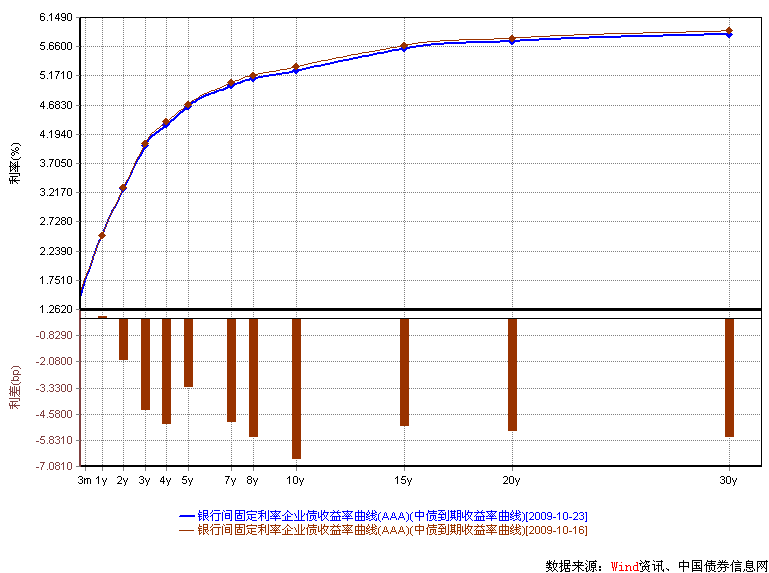 6.1490
5.6600
5.1710
4.6830
4.1940
3.7050
3.2170
2.7280
2.2390
1.7510
1.2620
利率(%)
-0.8290
-2.0800
-3.3300
-4.5800
-5.8310
-7.0810
利差(bp)
3m 1y 2y 3y 4y 5y 7y 8y 10y 15y 20y 30y
银行间固定利率企业债收益率曲线(AAA)(中债到期收益率曲线)[2009-10-23]
银行间固定利率企业债收益率曲线(AAA)(中债到期收益率曲线)[2009-10-16]
数据来源：Wind资讯、中国债券信息网